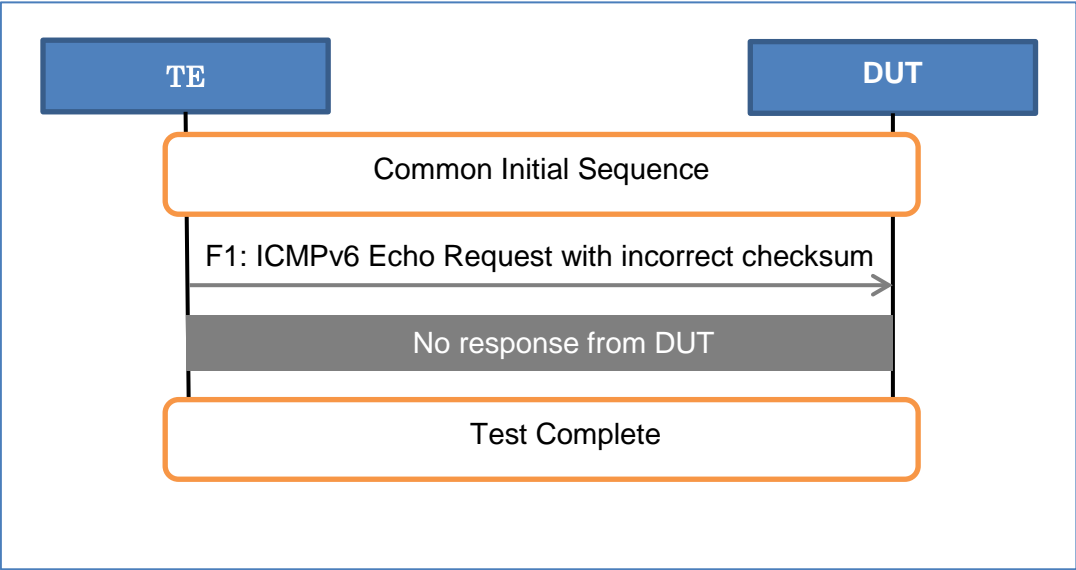 TE
DUT
Common Initial Sequence
F1: ICMPv6 Echo Request with incorrect checksum
No response from DUT
Test Complete